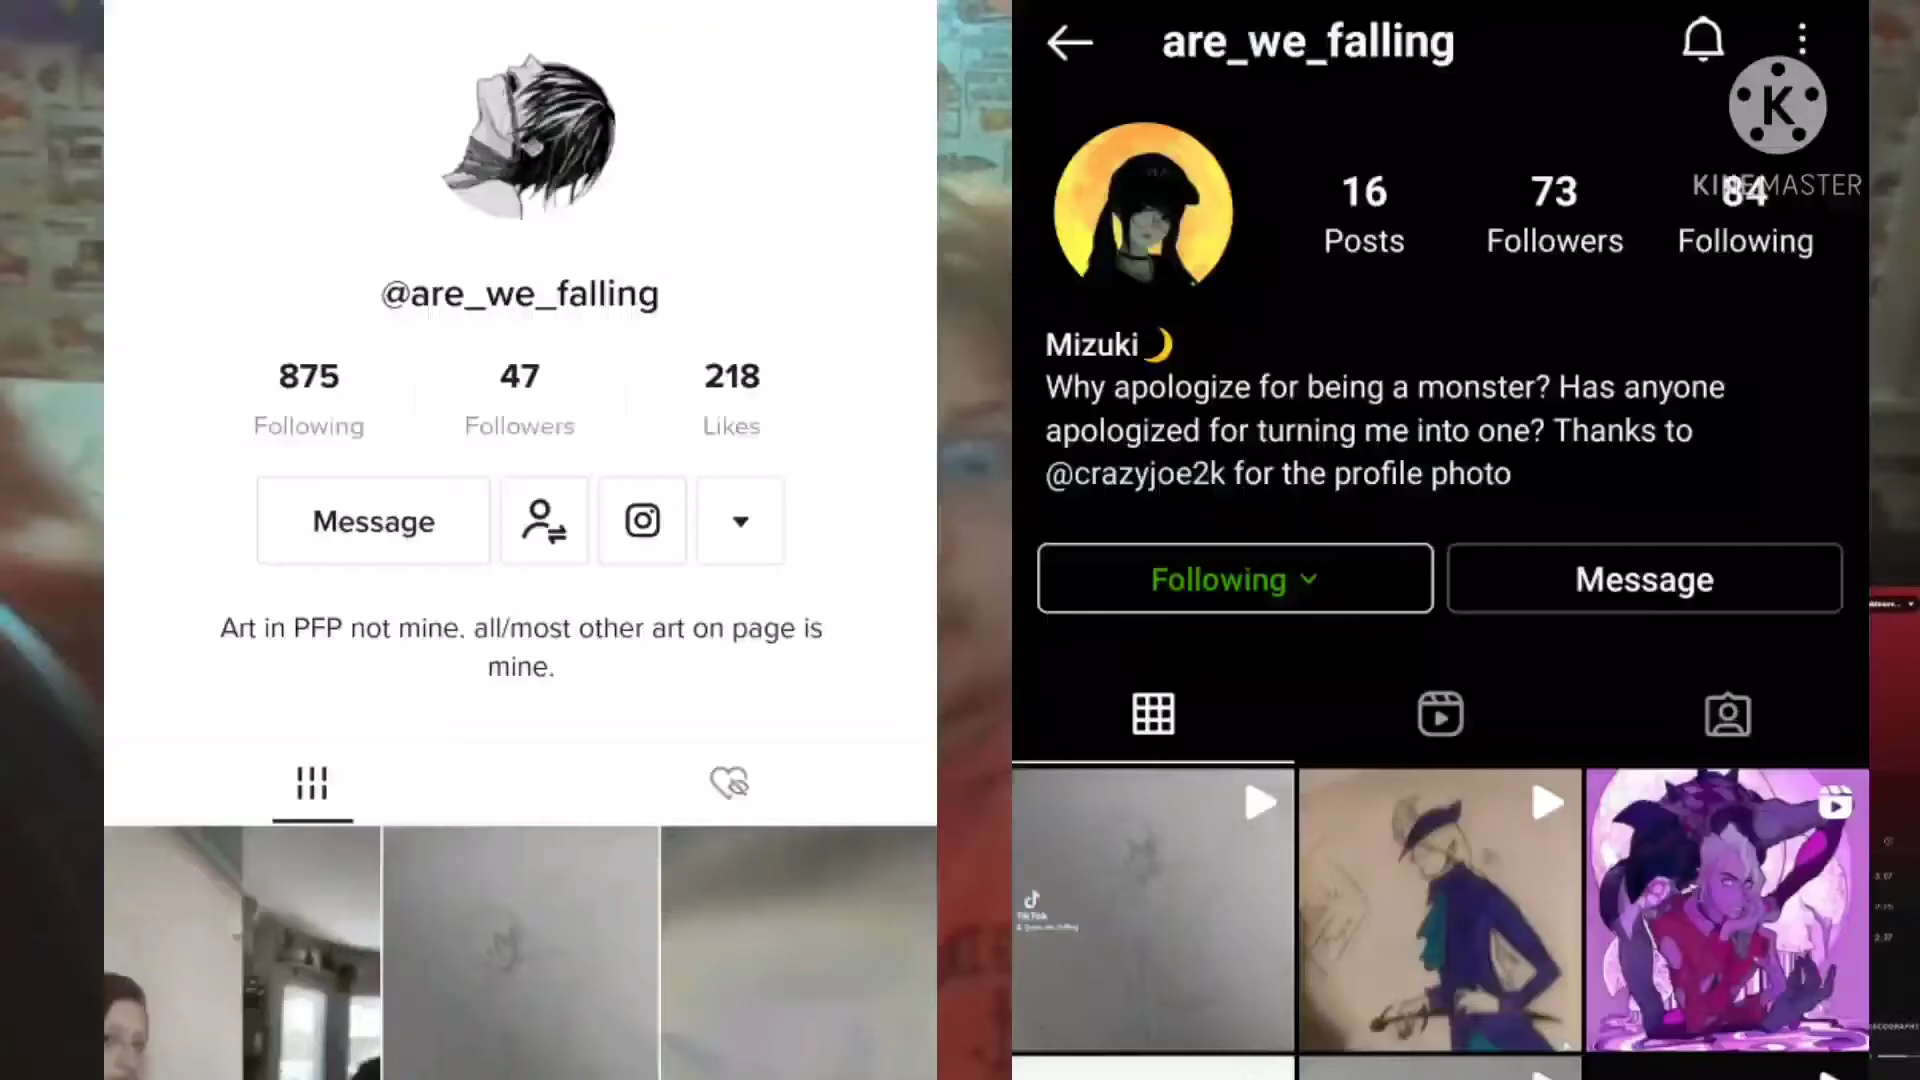 @are_we_falling
875
47
218
Following
Followers
Likes
Message
Art in PFP not mine. all/most other art on page is
mine.
are_we_falling
K
KINEMASTER
16
73
84
Posts
Followers
Following
Mizuki
Why apologize for being a monster? Has anyone
apologized for turning me into one? Thanks to
@crazyjoe2k for the profile photo
Following
Message
TikTok